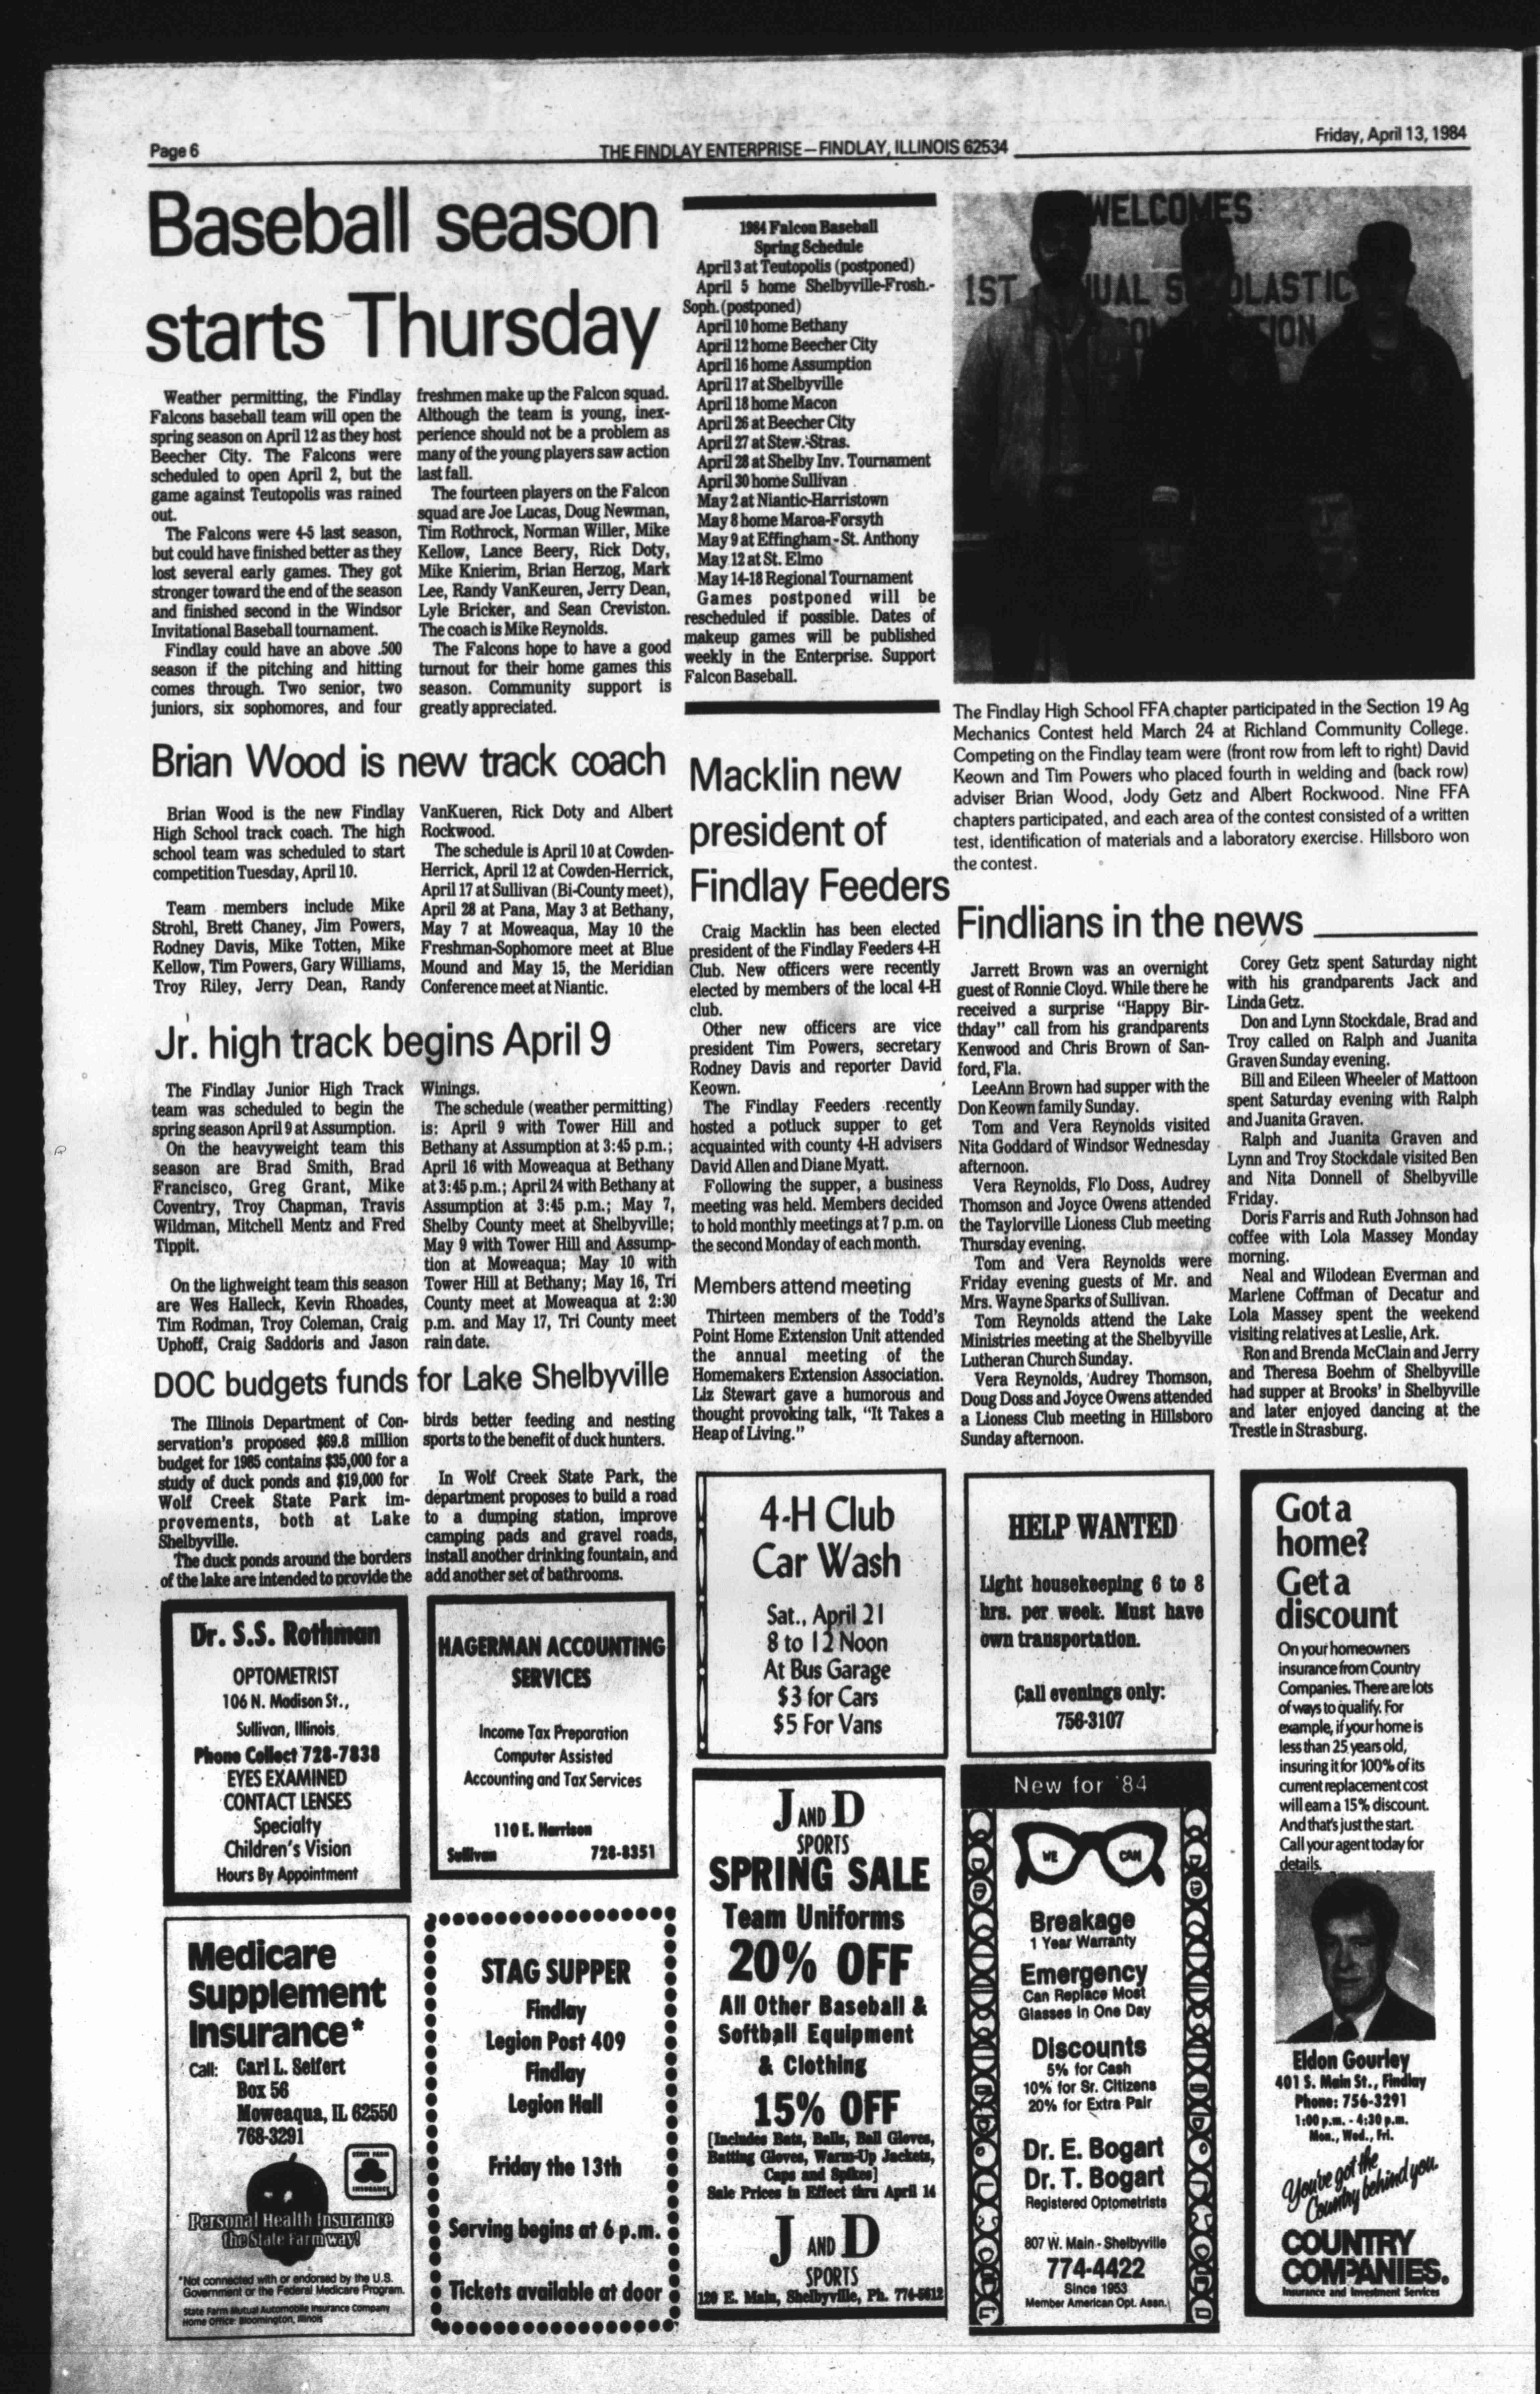 Page 6
THE FINDLAY ENTERPRISE—FINDLAY, ILLINOIS 62534
Friday, April 13, 1984
Baseball season
starts Thursday
Weather permitting, the Findlay
Falcons baseball team will open the
spring season on April 12 as they host
Beecher City. The Falcons were
scheduled to open April 2, but the
game against Teutopolis was rained
out.
The Falcons were 4-5 last season,
but could have finished better as they
lost several early games. They got
stronger toward the end of the season
and finished second in the Windsor
Invitational Baseball tournament.
Findlay could have an above .500
season if the pitching and hitting
comes through. Two senior, two
juniors, six sophomores, and four
freshmen make up the Falcon squad.
Although the team is young, inex-
perience should not be a problem as
many of the young players saw action
last fall.
The fourteen players on the Falcon
squad are Joe Lucas, Doug Newman,
Tim Rothrock, Norman Willer, Mike
Kellow, Lance Beery, Rick Doty,
Mike Knierim, Brian Herzog, Mark
Lee, Randy VanKeuren, Jerry Dean,
Lyle Bricker, and Sean Creviston.
The coach is Mike Reynolds.
The Falcons hope to have a good
turnout for their home games this
season. Community support is
greatly appreciated.
1984 Falcon Baseball
Spring Schedule
April 3 at Teutopolis (postponed)
April 5 home Shelbyville-Frosh.-
Soph. (postponed)
April 10 home Bethany
April 12 home Beecher City
April 16 home Assumption
April 17 at Shelbyville
April 18 home Macon
April 26 at Beecher City
April 27 at Stew.-Stras.
April 28 at Shelby Inv. Tournament
April 30 home Sullivan
May 2 at Niantic-Harristown
May 8 home Maroa-Forsyth
May 9 at Effingham - St. Anthony
May 12 at St. Elmo
May 14-18 Regional Tournament
Games postponed will be
rescheduled if possible. Dates of
makeup games will be published
weekly in the Enterprise. Support
Falcon Baseball.
WELCOMES
1ST
The Findlay High School FFA chapter participated in the Section 19 Ag
Mechanics Contest held March 24 at Richland Community College.
Competing on the Findlay team were (front row from left to right) David
Keown and Tim Powers who placed fourth in welding and (back row)
adviser Brian Wood, Jody Getz and Albert Rockwood. Nine FFA
chapters participated, and each area of the contest consisted of a written
test, identification of materials and a laboratory exercise. Hillsboro won
the contest.
Brian Wood is new track coach
Brian Wood is the new Findlay
High School track coach. The high
school team was scheduled to start
competition Tuesday, April 10.
Team members include Mike
Strohl, Brett Chaney, Jim Powers,
Rodney Davis, Mike Totten, Mike
Kellow, Tim Powers, Gary Williams,
Troy Riley, Jerry Dean, Randy
VanKueren, Rick Doty and Albert
Rockwood.
The schedule is April 10 at Cowden-
Herrick, April 12 at Cowden-Herrick,
April 17 at Sullivan (Bi-County meet),
April 28 at Pana, May 3 at Bethany,
May 7 at Moweaqua, May 10 the
Freshman-Sophomore meet at Blue
Mound and May 15, the Meridian
Conference meet at Niantic.
Jr. high track begins April 9
The Findlay Junior High Track
team was scheduled to begin the
spring season April 9 at Assumption.
On the heavyweight team this
season are Brad Smith, Brad
Francisco, Greg Grant, Mike
Coventry, Troy Chapman, Travis
Wildman, Mitchell Mentz and Fred
Tippit.
On the lighweight team this season
are Wes Halleck, Kevin Rhoades,
Tim Rodman, Troy Coleman, Craig
Uphoff, Craig Saddoris and Jason
Winings.
The schedule (weather permitting)
is: April 9 with Tower Hill and
Bethany at Assumption at 3:45 p.m.;
April 16 with Moweaqua at Bethany
at 3:45 p.m.; April 24 with Bethany at
Assumption at 3:45 p.m.; May 7,
Shelby County meet at Shelbyville;
May 9 with Tower Hill and Assump-
tion at Moweaqua; May 10 with
Tower Hill at Bethany; May 16, Tri
County meet at Moweaqua at 2:30
p.m. and May 17, Tri County meet
rain date.
DOC budgets funds for Lake Shelbyville
The Illinois Department of Con-
servation's proposed $69.8 million
budget for 1985 contains $35,000 for a
study of duck ponds and $19,000 for
Wolf Creek State Park im-
provements, both at Lake
Shelbyville.
The duck ponds around the borders
of the lake are intended to provide the
birds better feeding and nesting
sports to the benefit of duck hunters.
In Wolf Creek State Park, the
department proposes to build a road
to a dumping station, improve
camping pads and gravel roads,
install another drinking fountain, and
add another set of bathrooms.
Macklin new
president of
Findlay Feeders
Craig Macklin has been elected
president of the Findlay Feeders 4-H
Club. New officers were recently
elected by members of the local 4-H
club.
Other new officers are vice
president Tim Powers, secretary
Rodney Davis and reporter David
Keown.
The Findlay Feeders recently
hosted a potluck supper to get
acquainted with county 4-H advisers
David Allen and Diane Myatt.
Following the supper, a business
meeting was held. Members decided
to hold monthly meetings at 7 p.m. on
the second Monday of each month.
Members attend meeting
Thirteen members of the Todd's
Point Home Extension Unit attended
the annual meeting of the
Homemakers Extension Association.
Liz Stewart gave a humorous and
thought provoking talk, "It Takes a
Heap of Living."
Findlians in the news
Jarrett Brown was an overnight
guest of Ronnie Cloyd. While there he
received a surprise "Happy Bir-
thday" call from his grandparents
Kenwood and Chris Brown of San-
ford, Fla.
LeeAnn Brown had supper with the
Don Keown family Sunday.
Tom and Vera Reynolds visited
Nita Goddard of Windsor Wednesday
afternoon.
Vera Reynolds, Flo Doss, Audrey
Thomson and Joyce Owens attended
the Taylorville Lioness Club meeting
Thursday evening.
Tom and Vera Reynolds were
Friday evening guests of Mr. and
Mrs. Wayne Sparks of Sullivan.
Tom Reynolds attend the Lake
Ministries meeting at the Shelbyville
Lutheran Church Sunday.
Vera Reynolds, Audrey Thomson,
Doug Doss and Joyce Owens attended
a Lioness Club meeting in Hillsboro
Sunday afternoon.
Corey Getz spent Saturday night
with his grandparents Jack and
Linda Getz.
Don and Lynn Stockdale, Brad and
Troy called on Ralph and Juanita
Graven Sunday evening.
Bill and Eileen Wheeler of Mattoon
spent Saturday evening with Ralph
and Juanita Graven.
Ralph and Juanita Graven and
Lynn and Troy Stockdale visited Ben
and Nita Donnell of Shelbyville
Friday.
Doris Farris and Ruth Johnson had
coffee with Lola Massey Monday
morning.
Neal and Wilodean Everman and
Marlene Coffman of Decatur and
Lola Massey spent the weekend
visiting relatives at Leslie, Ark.
Ron and Brenda McClain and Jerry
and Theresa Boehm of Shelbyville
had supper at Brooks' in Shelbyville
and later enjoyed dancing at the
Trestle in Strasburg.
Dr. S.S. Rothman
OPTOMETRIST
106 N. Madison St.,
Sullivan, Illinois
Phone Collect 728-7838
EYES EXAMINED
CONTACT LENSES
Specialty
Children's Vision
Hours By Appointment
HAGERMAN ACCOUNTING
SERVICES
Income Tax Preparation
Computer Assisted
Accounting and Tax Services
110 E. Harrison
Sullivan 728-8351
Medicare
Supplement
Insurance*
Call: Carl L. Seifert
Box 56
Moweaqua, IL 62550
768-3291
STATE FARM
INSURANCE
Personal Health Insurance
the State Farm way!
*Not connected with or endorsed by the U.S.
Government or the Federal Medicare Program.
State Farm Mutual Automobile Insurance Company
Home Office: Bloomington, Illinois
STAG SUPPER
Findlay
Legion Post 409
Findlay
Legion Hall
Friday the 13th
Serving begins at 6 p.m.
Tickets available at door
4-H Club
Car Wash
Sat., April 21
8 to 12 Noon
At Bus Garage
$3 for Cars
$5 For Vans
J AND D
SPORTS
SPRING SALE
Team Uniforms
20% OFF
All Other Baseball &
Softball Equipment
& Clothing
15% OFF
[Includes Bats, Balls, Ball Gloves,
Batting Gloves, Warm-Up Jackets,
Caps and Spikes]
Sale Prices in Effect thru April 14
J AND D
SPORTS
120 E. Main, Shelbyville, Ph. 774-5612
HELP WANTED
Light housekeeping 6 to 8
hrs. per week. Must have
own transportation.
Call evenings only:
756-3107
New for '84
WE CAN
Breakage
1 Year Warranty
Emergency
Can Replace Most
Glasses In One Day
Discounts
5% for Cash
10% for Sr. Citizens
20% for Extra Pair
Dr. E. Bogart
Dr. T. Bogart
Registered Optometrists
807 W. Main - Shelbyville
774-4422
Since 1953
Member American Opt. Assn.
Got a
home?
Get a
discount
On your homeowners
insurance from Country
Companies. There are lots
of ways to qualify. For
example, if your home is
less than 25 years old,
insuring it for 100% of its
current replacement cost
will earn a 15% discount.
And that's just the start.
Call your agent today for
details.
Eldon Gourley
401 S. Main St., Findlay
Phone: 756-3291
1:00 p.m. - 4:30 p.m.
Mon., Wed., Fri.
You've got the
Country behind you.
COUNTRY
COMPANIES.
Insurance and Investment Services